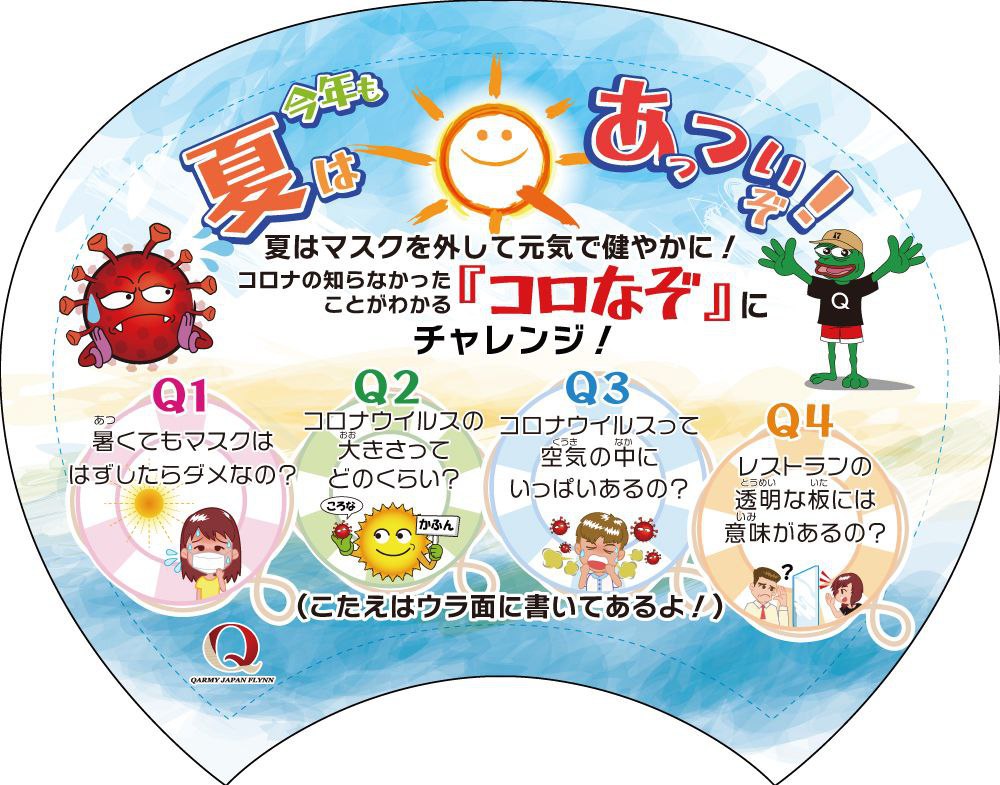 今年も
夏は
あっついぞ!
夏はマスクを外して元気で健やかに!
コロナの知らなかった
ことがわかる『コロなぞ』に
チャレンジ!
Q1
あつ
暑くてもマスクは
はずしたらダメなの?
Q2
コロナウイルスの
おお
大きさって
どのくらい?
ころな
かふん
Q3
コロナウイルスって
くうき なか
空気の中に
いっぱいあるの?
Q4
レストランの
とうめい いた
透明な板には
いみ
意味があるの?
?
47
Q
(こたえはウラ面に書いてあるよ!)
Q
QARMY JAPAN FLYNN